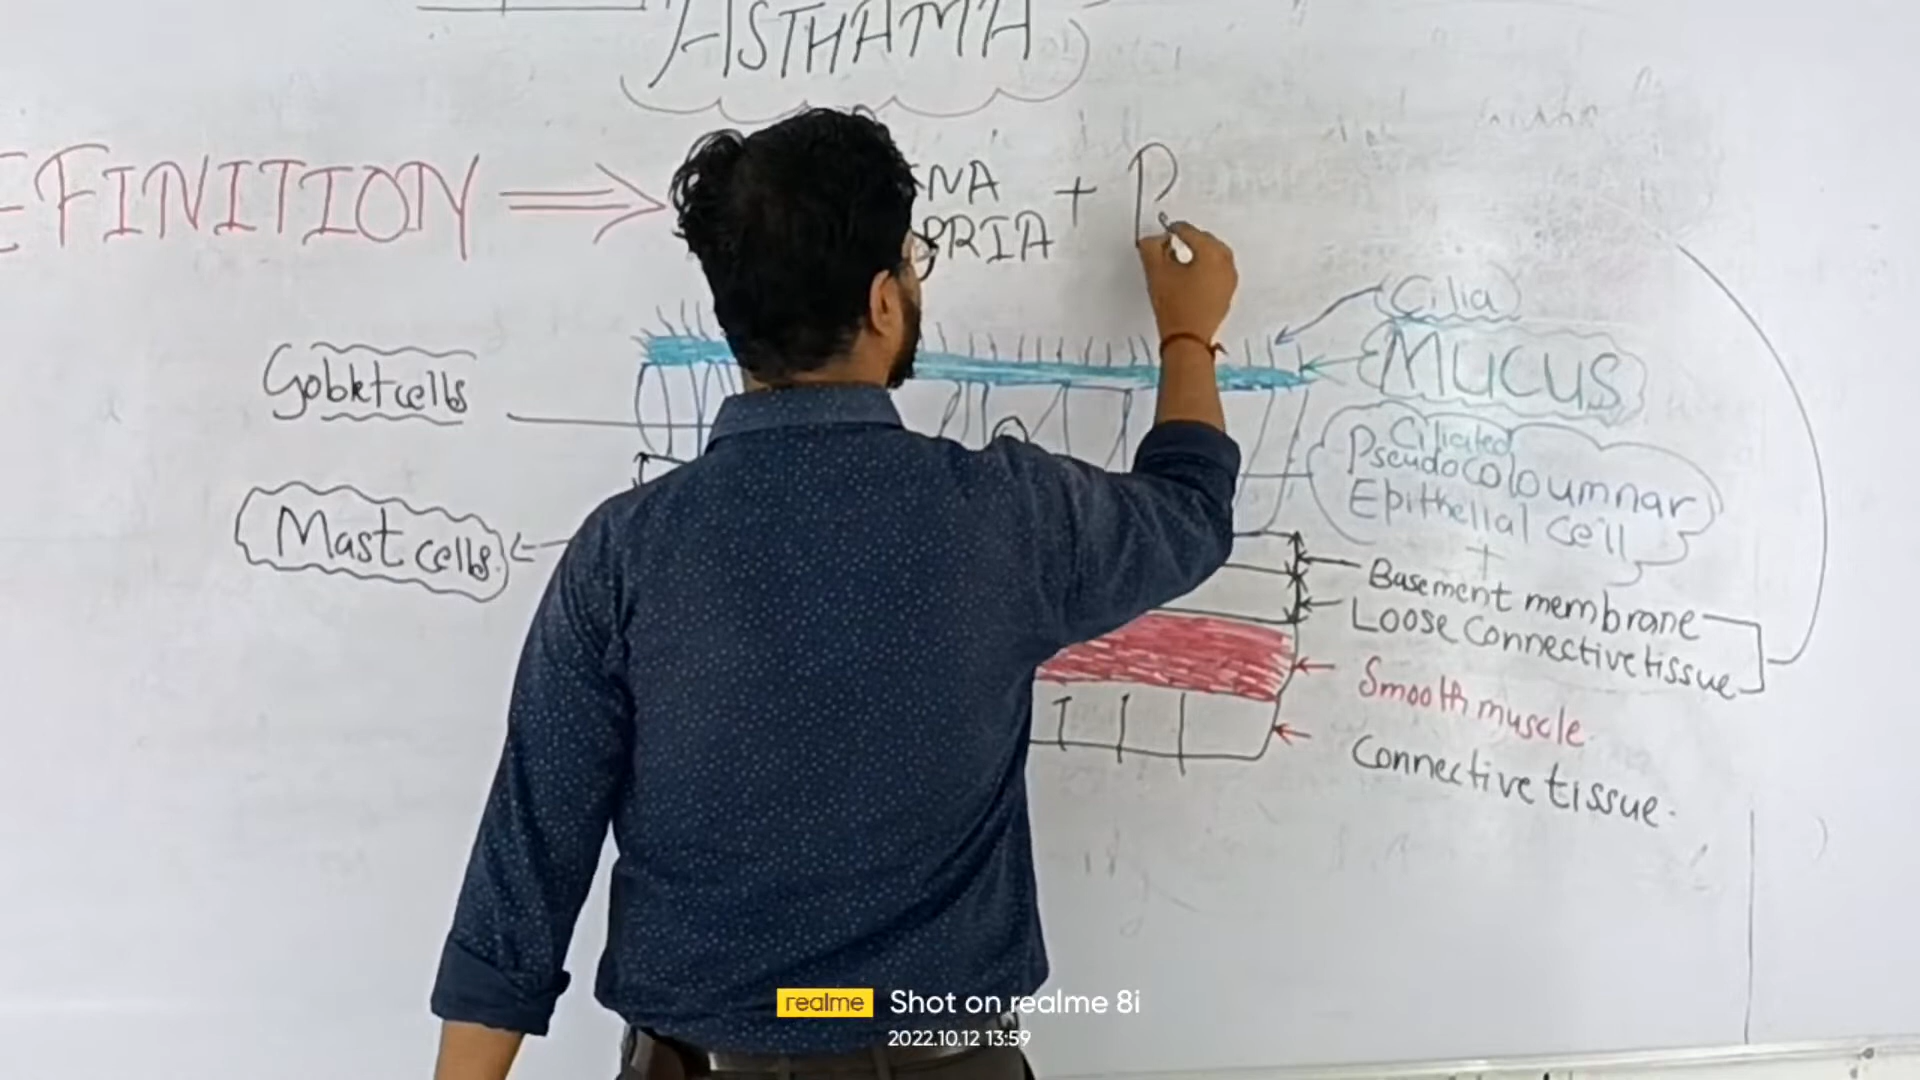 ASTHAMA
EFINITION ⇒
NA + P
PRIA
Cilia
MUCUS
Gobletcells
Ciliated
Pseudocoloumnar
Epithelial cell
+
Mast cells.
Basement membrane
Loose Connective tissue
Smooth muscle.
Connective tissue.
realme Shot on realme 8i
2022.10.12 13:59